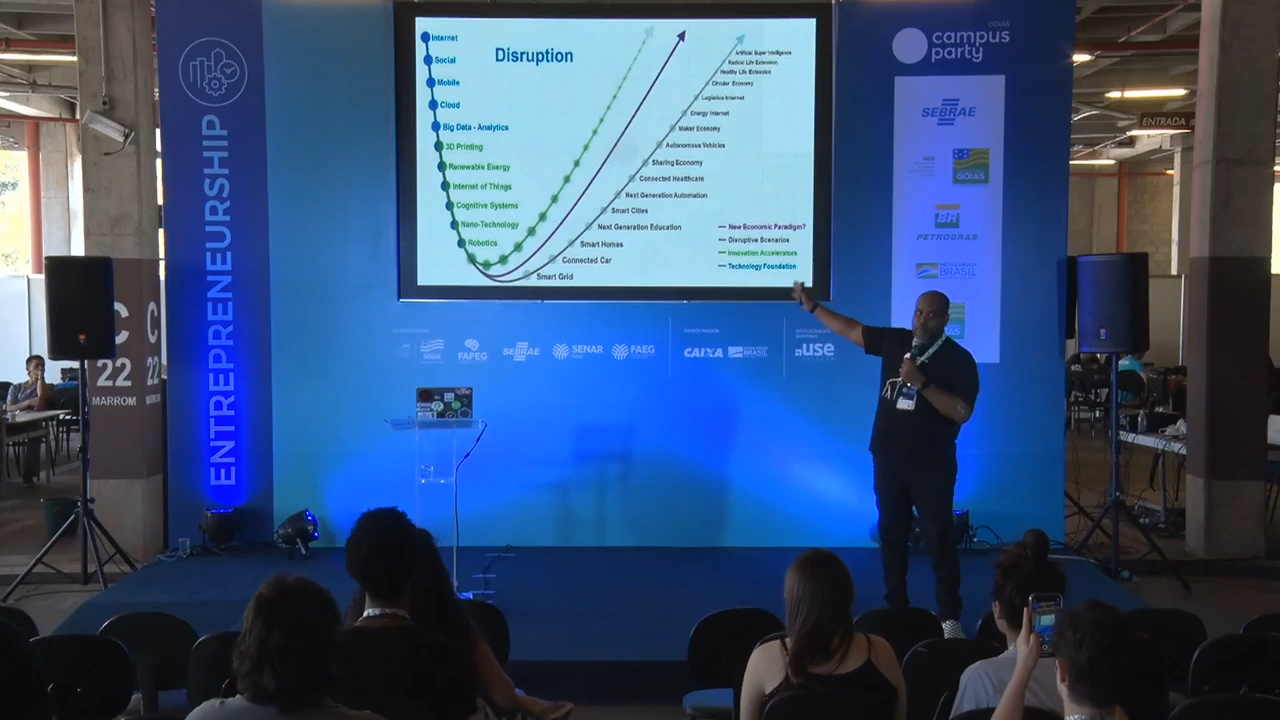 ENTREPRENEURSHIP
Disruption
Internet
Social
Mobile
Cloud
Big Data - Analytics
3D Printing
Renewable Energy
Internet of Things
Cognitive Systems
Nano-Technology
Robotics
Artificial Super Intelligence
Radical Life Extension
Healthy Life Extension
Circular Economy
Logistics Internet
Energy Internet
Maker Economy
Autonomous Vehicles
Sharing Economy
Connected Healthcare
Next Generation Automation
Smart Cities
Next Generation Education
Smart Homes
Connected Car
Smart Grid
New Economic Paradigm?
Disruptive Scenarios
Innovation Accelerators
Technology Foundation
GOIÁS
campus
party
SEBRAE
GOIÁS
BR
PETROBRAS
BRASIL
ENTRADA
C
22
MARROM
C
22
GOIÁS
FAPEG
SEBRAE
SENAR
FAEG
CAIXA
BRASIL
use